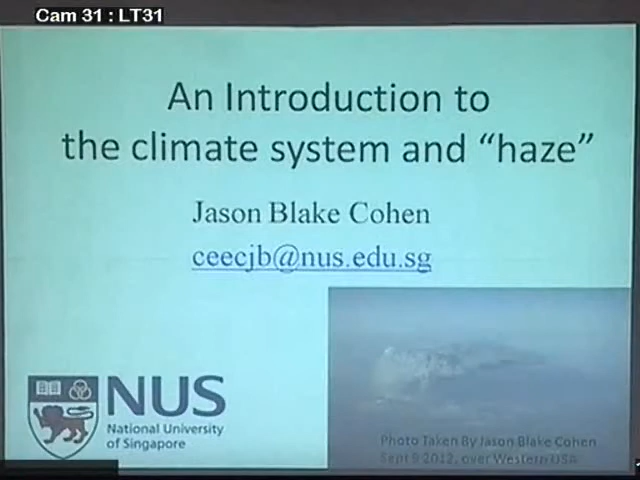 Cam 31 : LT31
An Introduction to
the climate system and “haze”
Jason Blake Cohen
ceecjb@nus.edu.sg
NUS
National University
of Singapore
Photo Taken By Jason Blake Cohen
Sept 9 2012, over Western USA